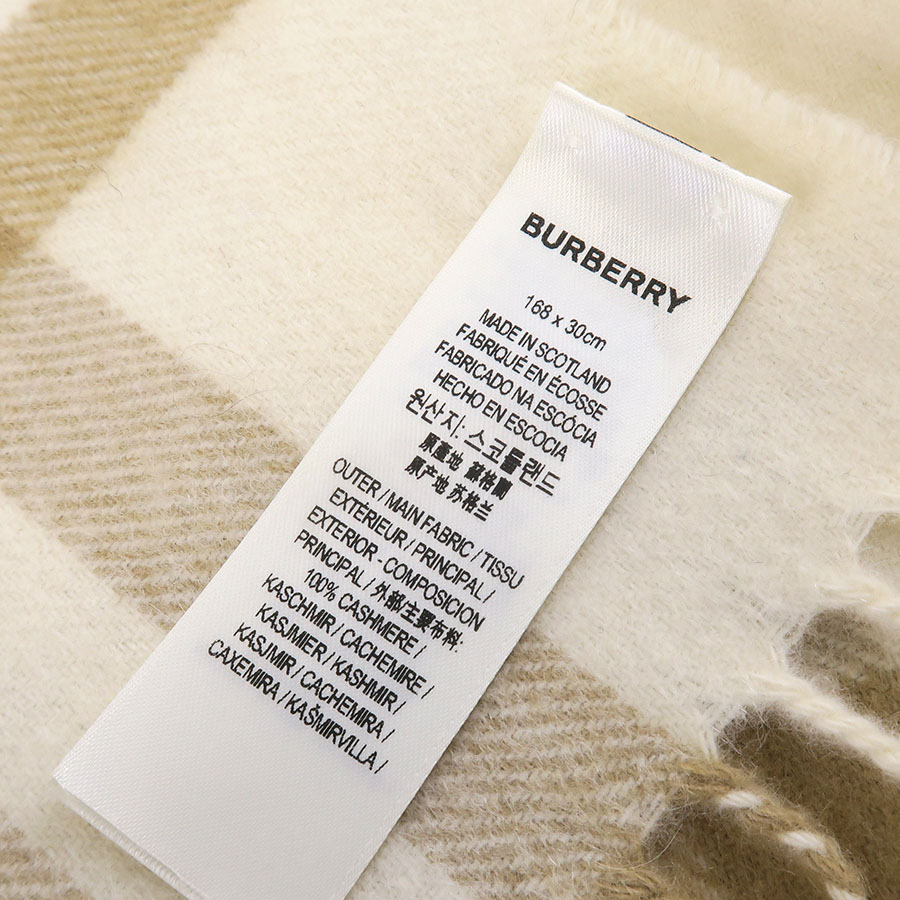 BURBERRY
168 x 30cm
MADE IN SCOTLAND
FABRIQUÉ EN ÉCOSSE
FABRICADO NA ESCÓCIA
HECHO EN ESCOCIA
원산지: 스코틀랜드
原產地 蘇格蘭
原产地 苏格兰
OUTER / MAIN FABRIC / TISSU
EXTÉRIEUR / PRINCIPAL /
EXTERIOR - COMPOSICION
PRINCIPAL / 外部/主要布料:
100% CASHMERE /
KASCHMIR / CACHEMIRE /
KASJMIER / KASHMIR /
KASJMIR / CACHEMIRA /
CAXEMIRA / KAŠMIRVILLA /